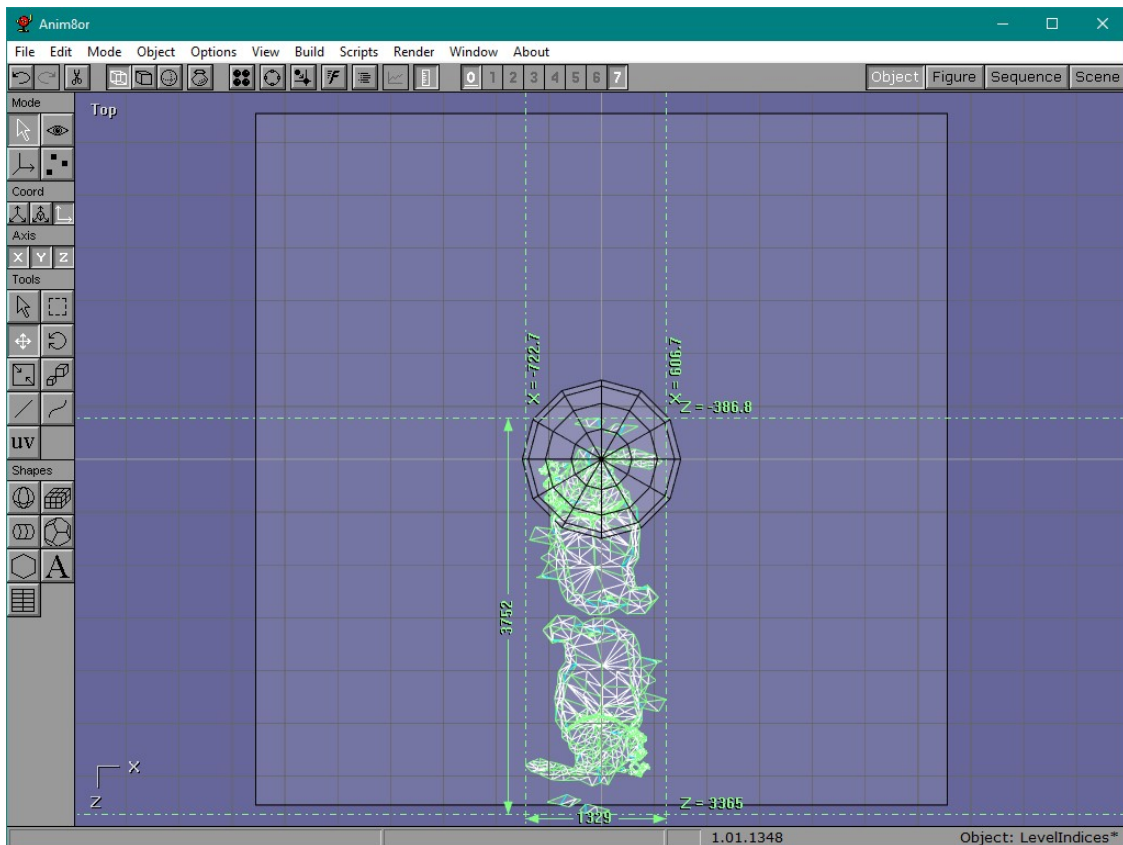 Anim8or
File Edit Mode Object Options View Build Scripts Render Window About
0 1 2 3 4 5 6 7
Object Figure Sequence Scene
Mode
Top
Coord
Axis
X Y Z
Tools
uv
Shapes
A
X = -722.7
X = 606.7
Z = -386.8
3752
X
Z
Z = 3365
1329
1.01.1348
Object: LevelIndices*